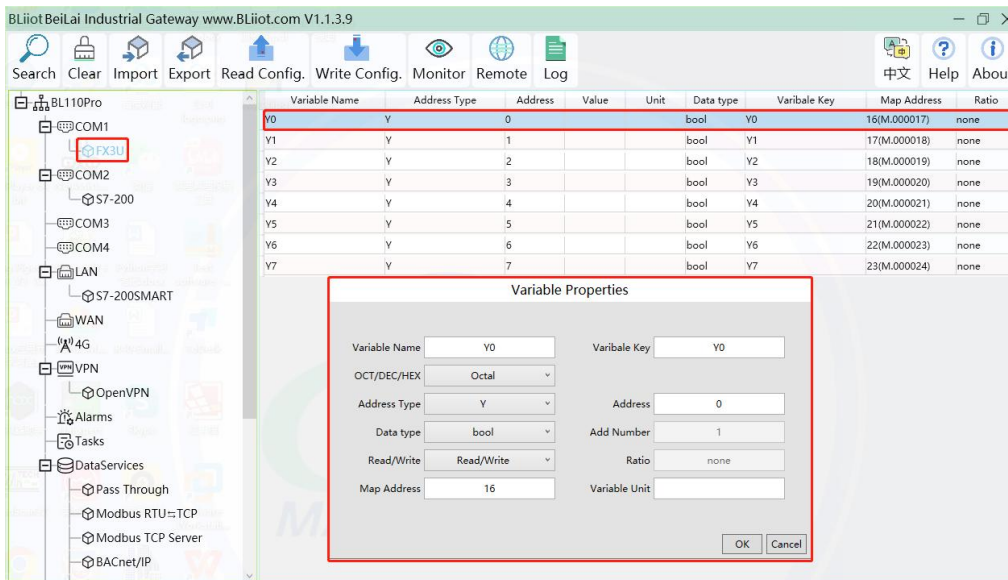 BLiiot BeiLai Industrial Gateway www.BLiiot.com V1.1.3.9
Search Clear Import Export Read Config. Write Config. Monitor Remote Log 中文 Help Abou
BL110Pro
COM1
FX3U
COM2
S7-200
COM3
COM4
LAN
S7-200SMART
WAN
4G
VPN VPN
OpenVPN
Alarms
Tasks
DataServices
Pass Through
Modbus RTU⇋TCP
Modbus TCP Server
BACnet/IP
Variable Name Address Type Address Value Unit Data type Varibale Key Map Address Ratio
Y0 Y 0 bool Y0 16(M.000017) none
Y1 Y 1 bool Y1 17(M.000018) none
Y2 Y 2 bool Y2 18(M.000019) none
Y3 Y 3 bool Y3 19(M.000020) none
Y4 Y 4 bool Y4 20(M.000021) none
Y5 Y 5 bool Y5 21(M.000022) none
Y6 Y 6 bool Y6 22(M.000023) none
Y7 Y 7 bool Y7 23(M.000024) none
Variable Properties
Variable Name Y0 Varibale Key Y0
OCT/DEC/HEX Octal
Address Type Y Address 0
Data type bool Add Number 1
Read/Write Read/Write Ratio none
Map Address 16 Variable Unit
OK Cancel